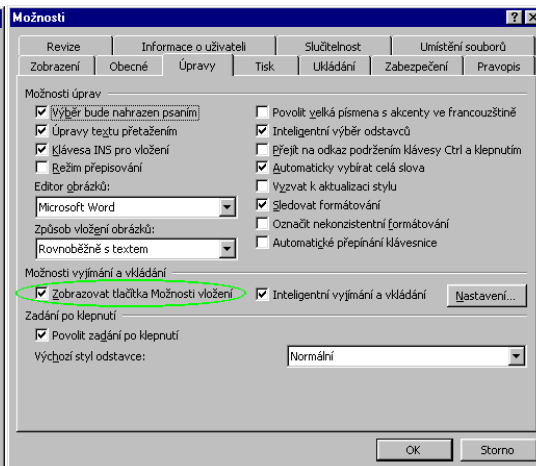 Možnosti
Revize Informace o uživateli Slučitelnost Umístění souborů
Zobrazení Obecné Úpravy Tisk Ukládání Zabezpečení Pravopis
Možnosti úprav
Výběr bude nahrazen psaním
Úpravy textu přetažením
Klávesa INS pro vložení
Režim přepisování
Editor obrázků:
Microsoft Word
Způsob vložení obrázků:
Rovnoběžně s textem
Povolit velká písmena s akcenty ve francouzštině
Inteligentní výběr odstavců
Přejít na odkaz podržením klávesy Ctrl a klepnutím
Automaticky vybírat celá slova
Vyzvat k aktualizaci stylu
Sledovat formátování
Označit nekonzistentní formátování
Automatické přepínání klávesnice
Možnosti vyjímání a vkládání
Zobrazovat tlačítka Možnosti vložení Inteligentní vyjímání a vkládání Nastavení...
Zadání po klepnutí
Povolit zadání po klepnutí
Výchozí styl odstavce: Normální
OK Storno